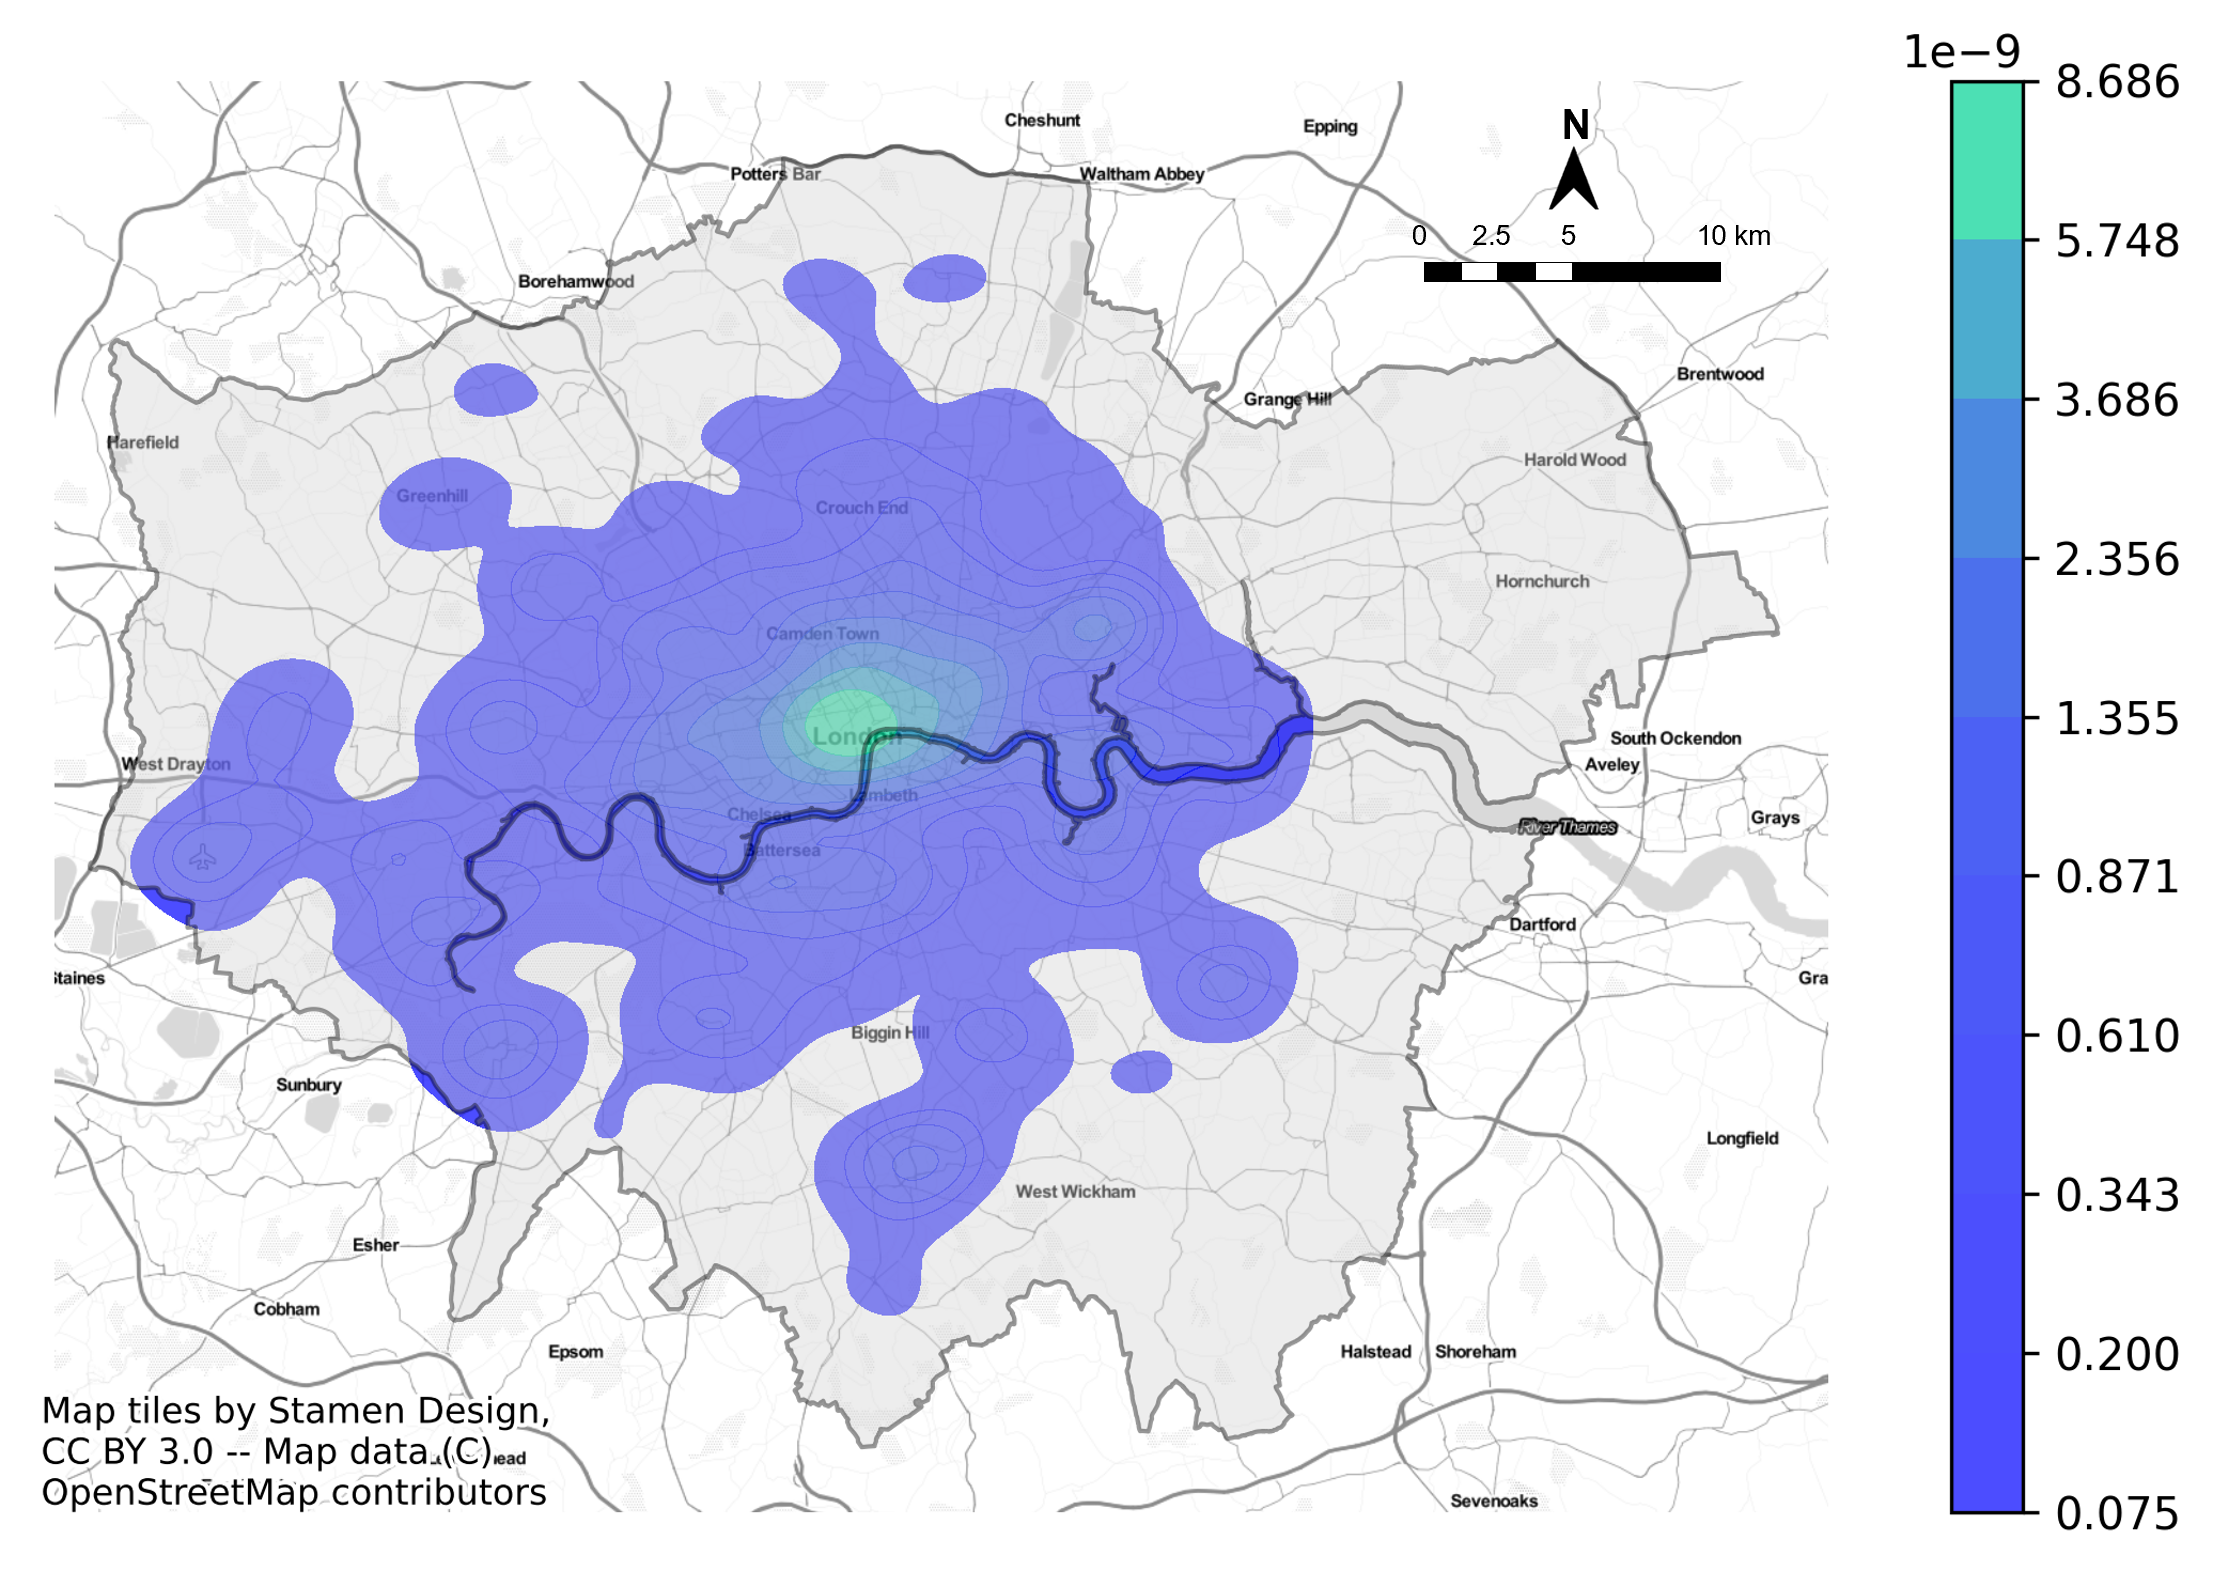 1e−9
8.686
5.748
3.686
2.356
1.355
0.871
0.610
0.343
0.200
0.075
N
0 2.5 5 10 km
Cheshunt
Epping
Potters Bar
Waltham Abbey
Borehamwood
Brentwood
Grange Hill
Harefield
Harold Wood
Greenhill
Crouch End
Hornchurch
Camden Town
London
South Ockendon
West Drayton
Aveley
Lambeth
Chelsea
Grays
River Thames
Battersea
Dartford
Staines
Gra
Biggin Hill
Sunbury
Longfield
West Wickham
Esher
Cobham
Epsom
Halstead
Shoreham
Map tiles by Stamen Design,
CC BY 3.0 -- Map data (C)
OpenStreetMap contributors
Sevenoaks